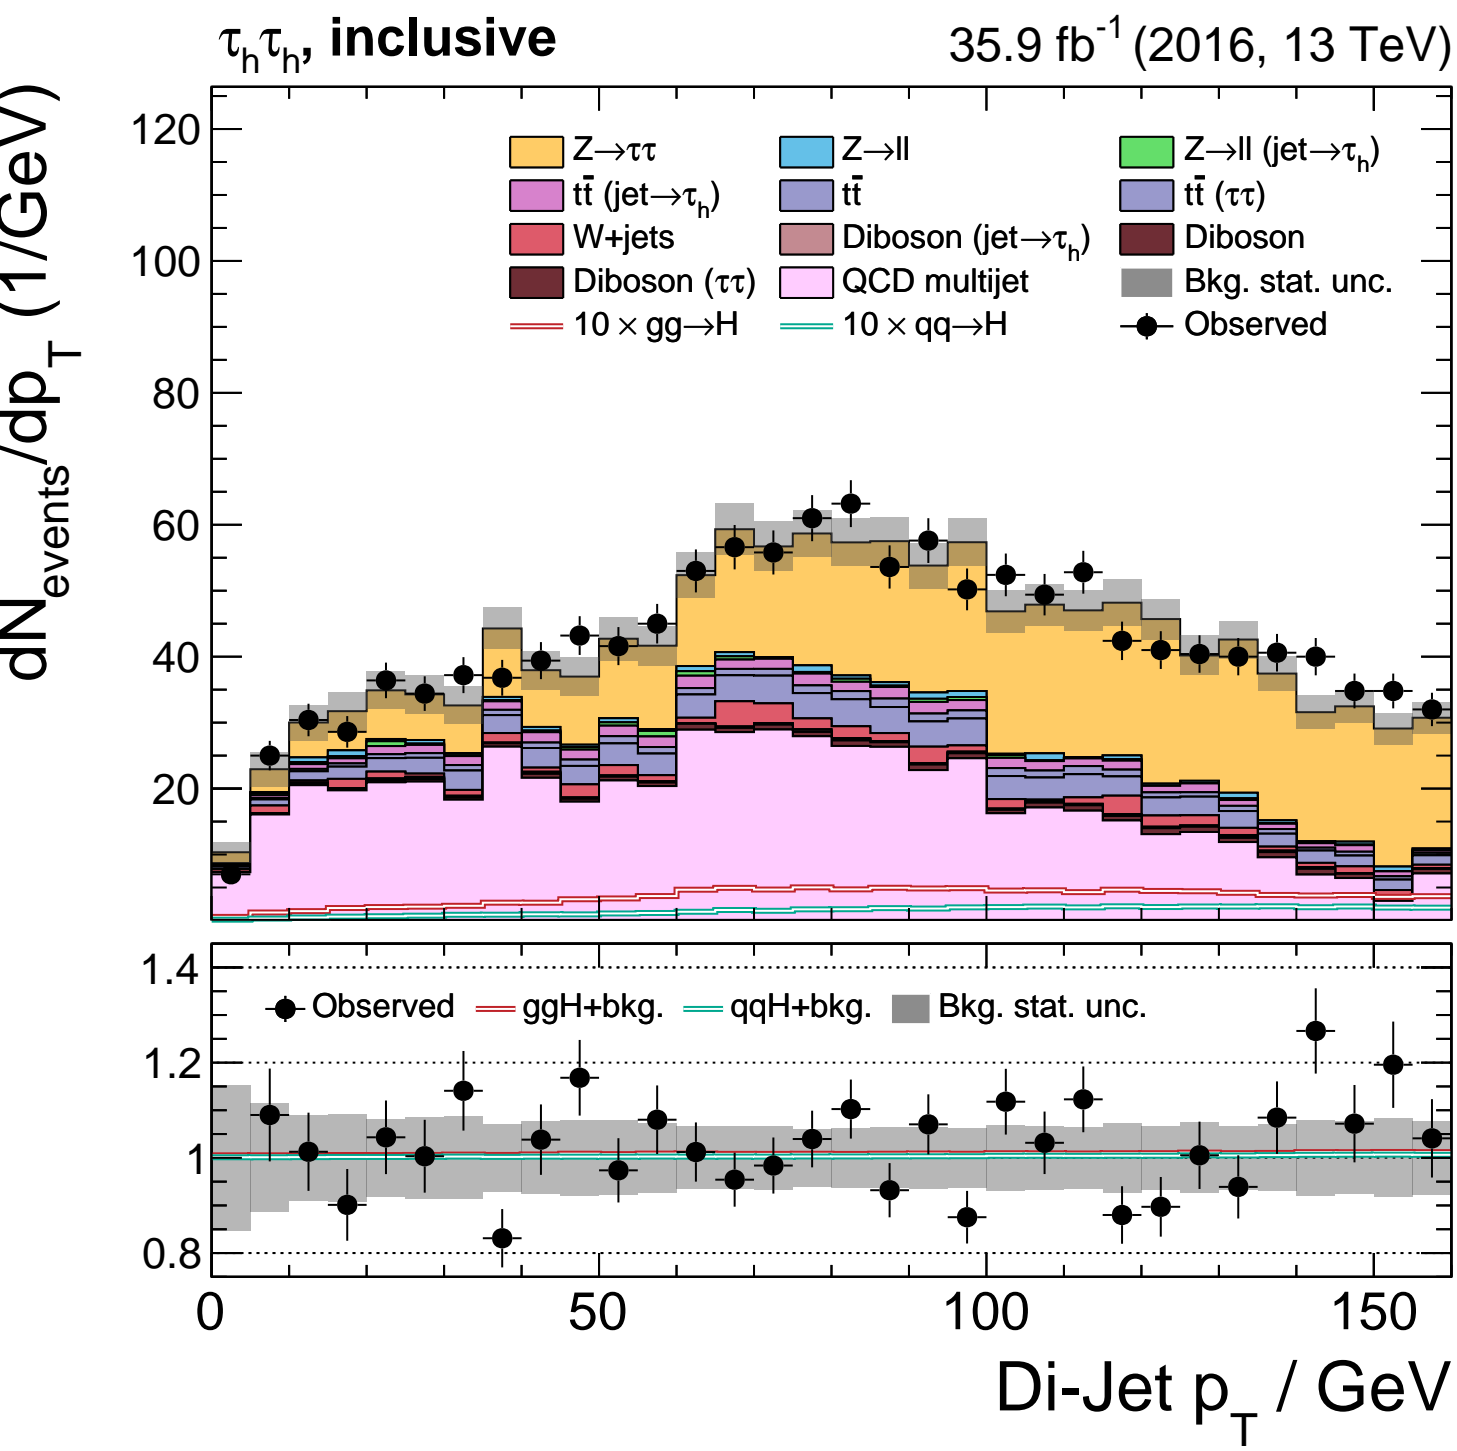 τhτh, inclusive
35.9 fb-1 (2016, 13 TeV)
dNevents/dpT (1/GeV)
120
100
80
60
40
20
Z→ττ Z→ll Z→ll (jet→τh)
tt̄ (jet→τh) tt̄ tt̄ (ττ)
W+jets Diboson (jet→τh) Diboson
Diboson (ττ) QCD multijet Bkg. stat. unc.
10 × gg→H 10 × qq→H Observed
1.4
1.2
1
0.8
Observed ggH+bkg. qqH+bkg. Bkg. stat. unc.
0 50 100 150
Di-Jet pT / GeV